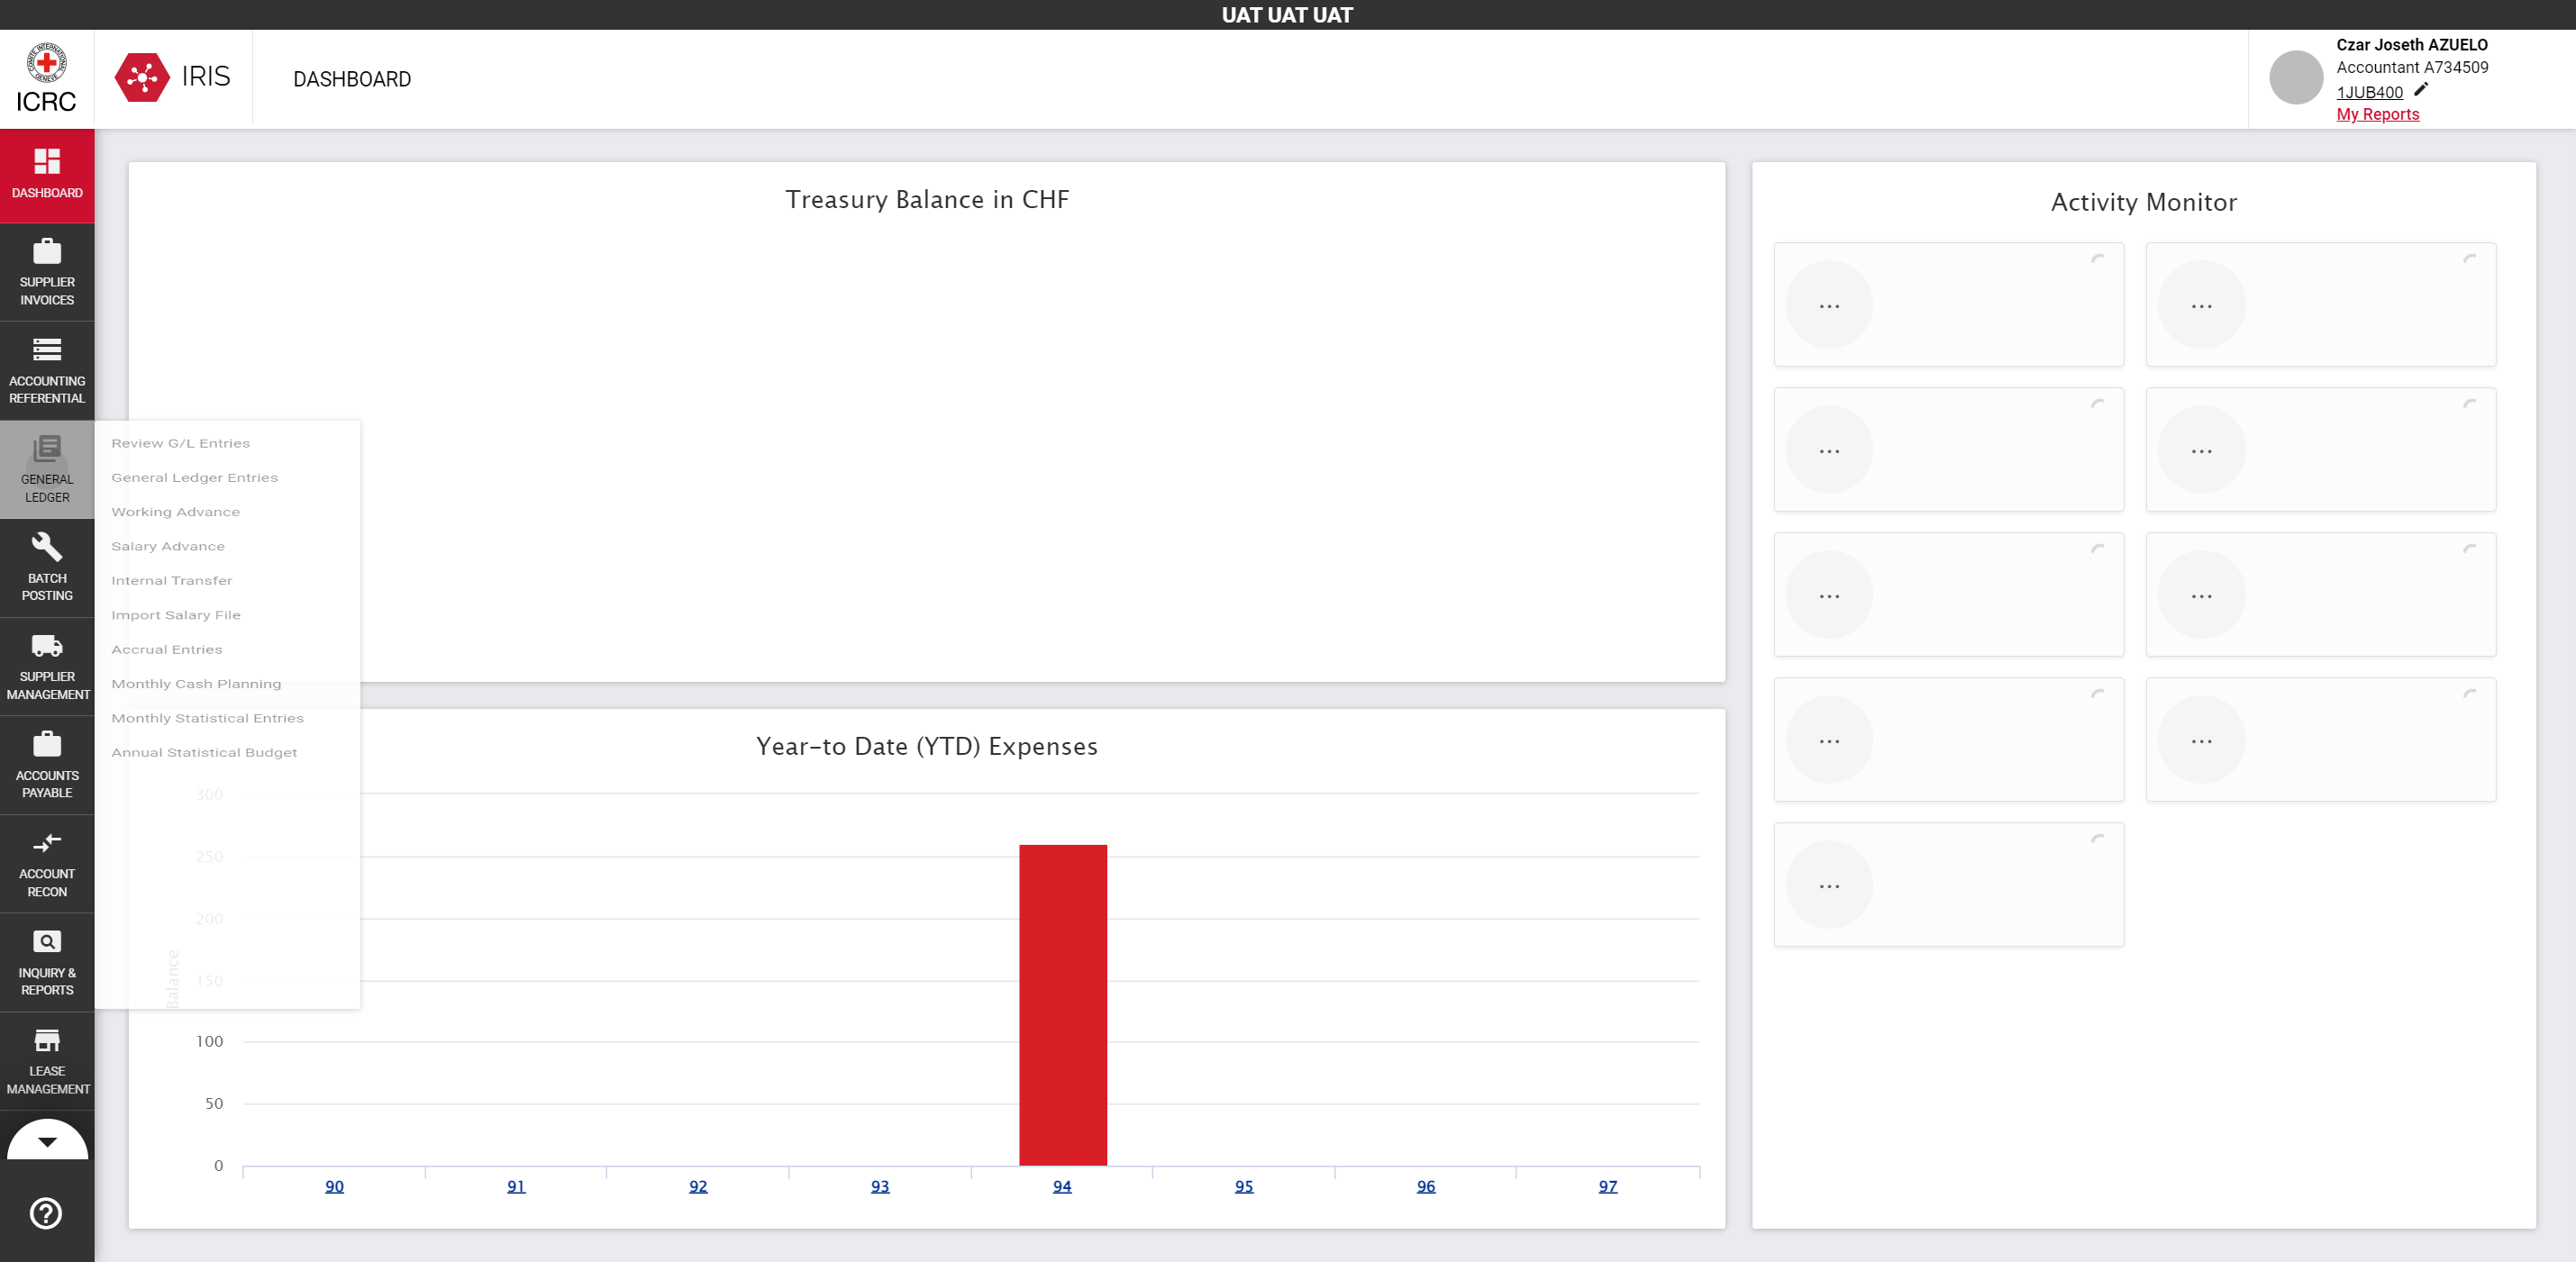 UAT UAT UAT
COMITE INTERNATIONAL GENEVE
ICRC
IRIS
DASHBOARD
Czar Joseth AZUELO
Accountant A734509
1JUB400
My Reports
DASHBOARD
SUPPLIER
INVOICES
ACCOUNTING
REFERENTIAL
GENERAL
LEDGER
BATCH
POSTING
SUPPLIER
MANAGEMENT
ACCOUNTS
PAYABLE
ACCOUNT
RECON
INQUIRY &
REPORTS
LEASE
MANAGEMENT
Review G/L Entries
General Ledger Entries
Working Advance
Salary Advance
Internal Transfer
Import Salary File
Accrual Entries
Monthly Cash Planning
Monthly Statistical Entries
Annual Statistical Budget
Treasury Balance in CHF
Year-to Date (YTD) Expenses
Balance
300
250
200
150
100
50
0
90 91 92 93 94 95 96 97
Activity Monitor
... ...
... ...
... ...
... ...
...